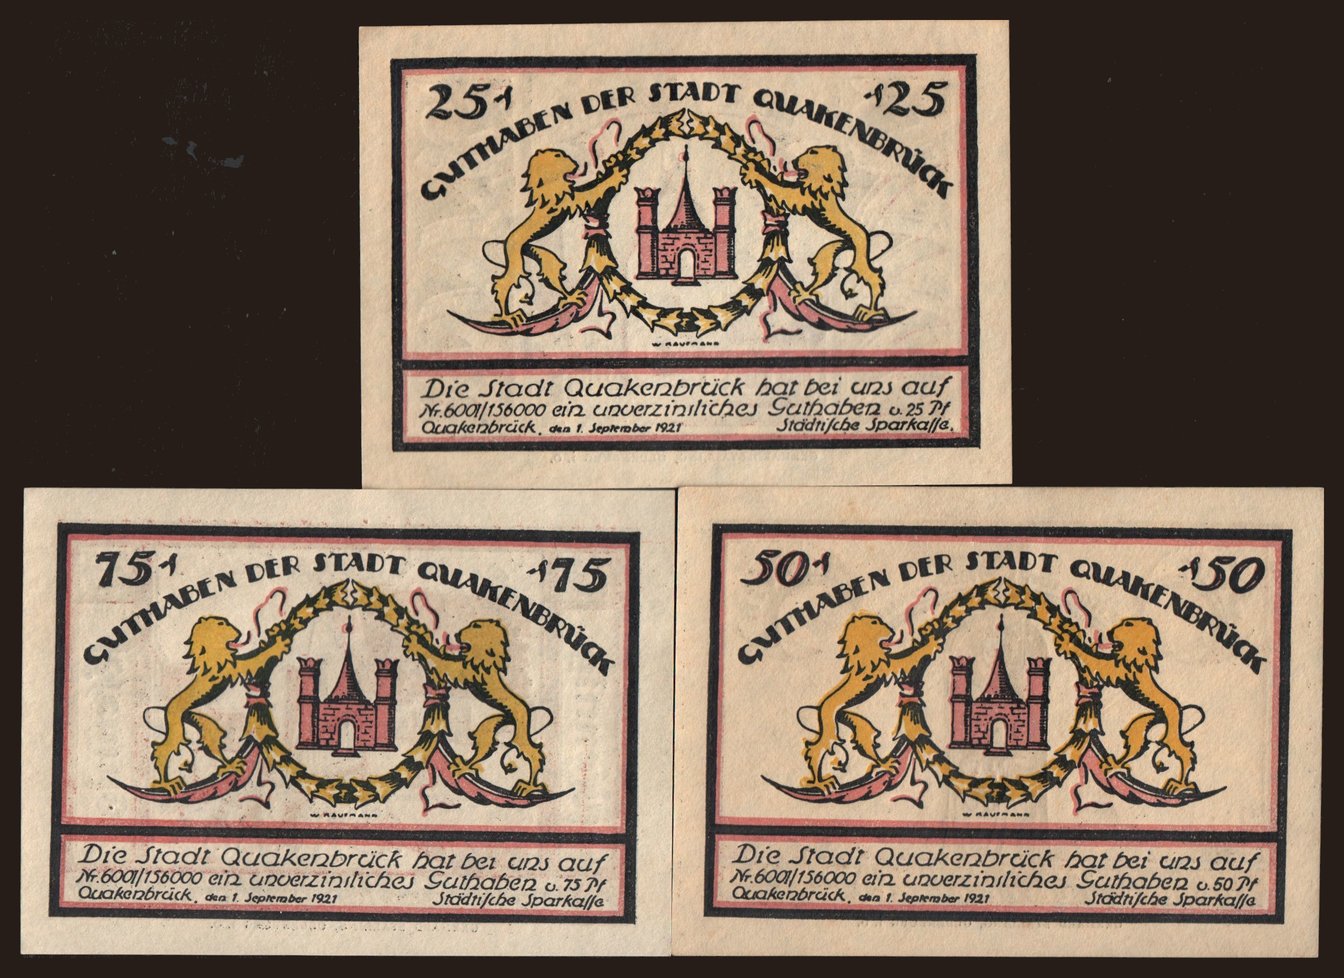 25₰ GUTHABEN DER STADT QUAKENBRÜCK ₰25
W KAUFMANN
Die Stadt Quakenbrück hat bei uns auf
Nr. 6001/156000 ein unverzinsliches Guthaben v. 25 Pf
Quakenbrück, den 1. September 1921 Städtische Sparkasse.
75₰ GUTHABEN DER STADT QUAKENBRÜCK ₰75
W KAUFMANN
Die Stadt Quakenbrück hat bei uns auf
Nr. 6001/156000 ein unverzinsliches Guthaben v. 75 Pf
Quakenbrück, den 1. September 1921 Städtische Sparkasse
50₰ GUTHABEN DER STADT QUAKENBRÜCK ₰50
W KAUFMANN
Die Stadt Quakenbrück hat bei uns auf
Nr. 6001/156000 ein unverzinsliches Guthaben v. 50 Pf
Quakenbrück, den 1. September 1921 Städtische Sparkasse